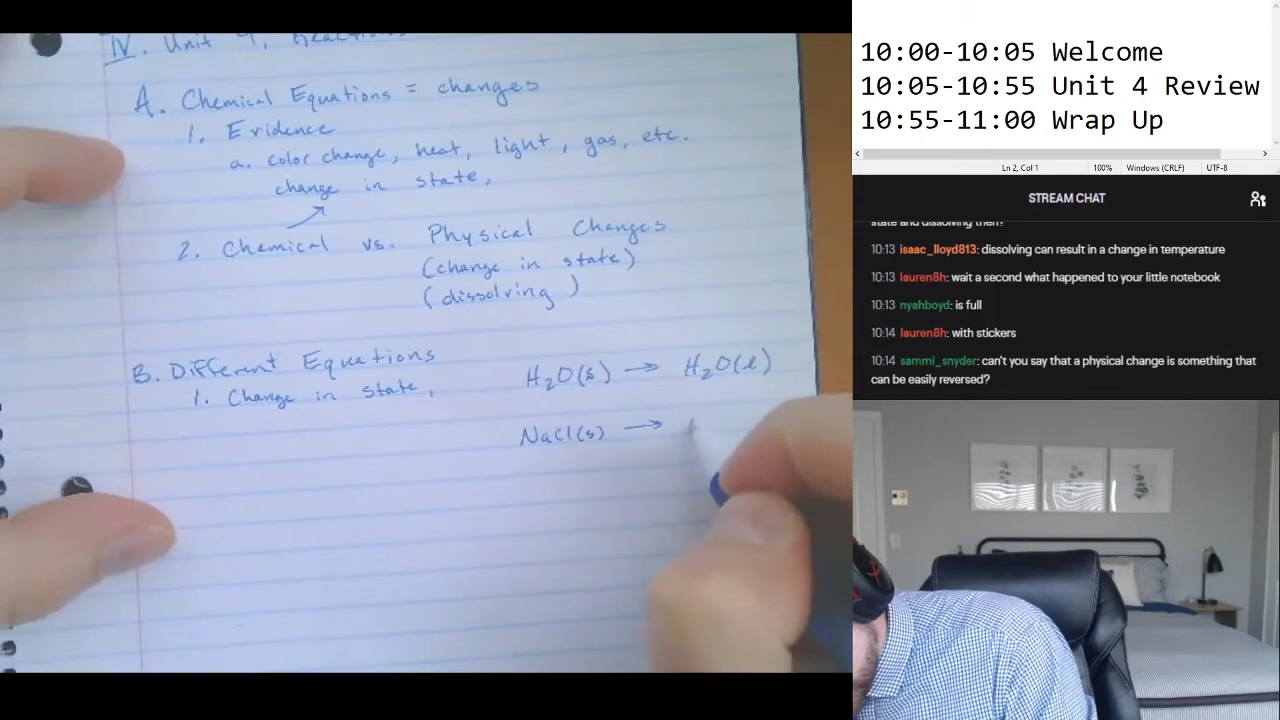 IV. Unit 4,
A. Chemical Equations = changes
1. Evidence
a. color change, heat, light, gas, etc.
change in state,
2. Chemical vs. Physical Changes
(change in state)
(dissolving)
B. Different Equations
1. Change in state,
H₂O(s) → H₂O(l)
NaCl(s) →
10:00-10:05 Welcome
10:05-10:55 Unit 4 Review
10:55-11:00 Wrap Up
Ln 2, Col 1 100% Windows (CRLF) UTF-8
STREAM CHAT
state and dissolving then?
10:13 isaac_lloyd813: dissolving can result in a change in temperature
10:13 lauren8h: wait a second what happened to your little notebook
10:13 nyahboyd: is full
10:14 lauren8h: with stickers
10:14 sammi_snyder: can't you say that a physical change is something that
can be easily reversed?